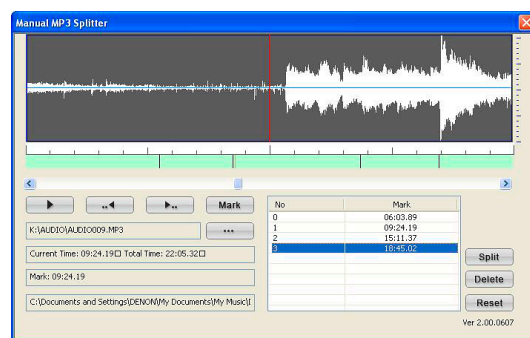 Manual MP3 Splitter
Mark
K:\AUDIO\AUDIO009.MP3
...
Current Time: 09:24.19□ Total Time: 22:05.32□
Mark: 09:24.19
C:\Documents and Settings\DENON\My Documents\My Music\
No Mark
0 06:03.89
1 09:24.19
2 15:11.37
3 18:45.02
Split
Delete
Reset
Ver 2.00.0607